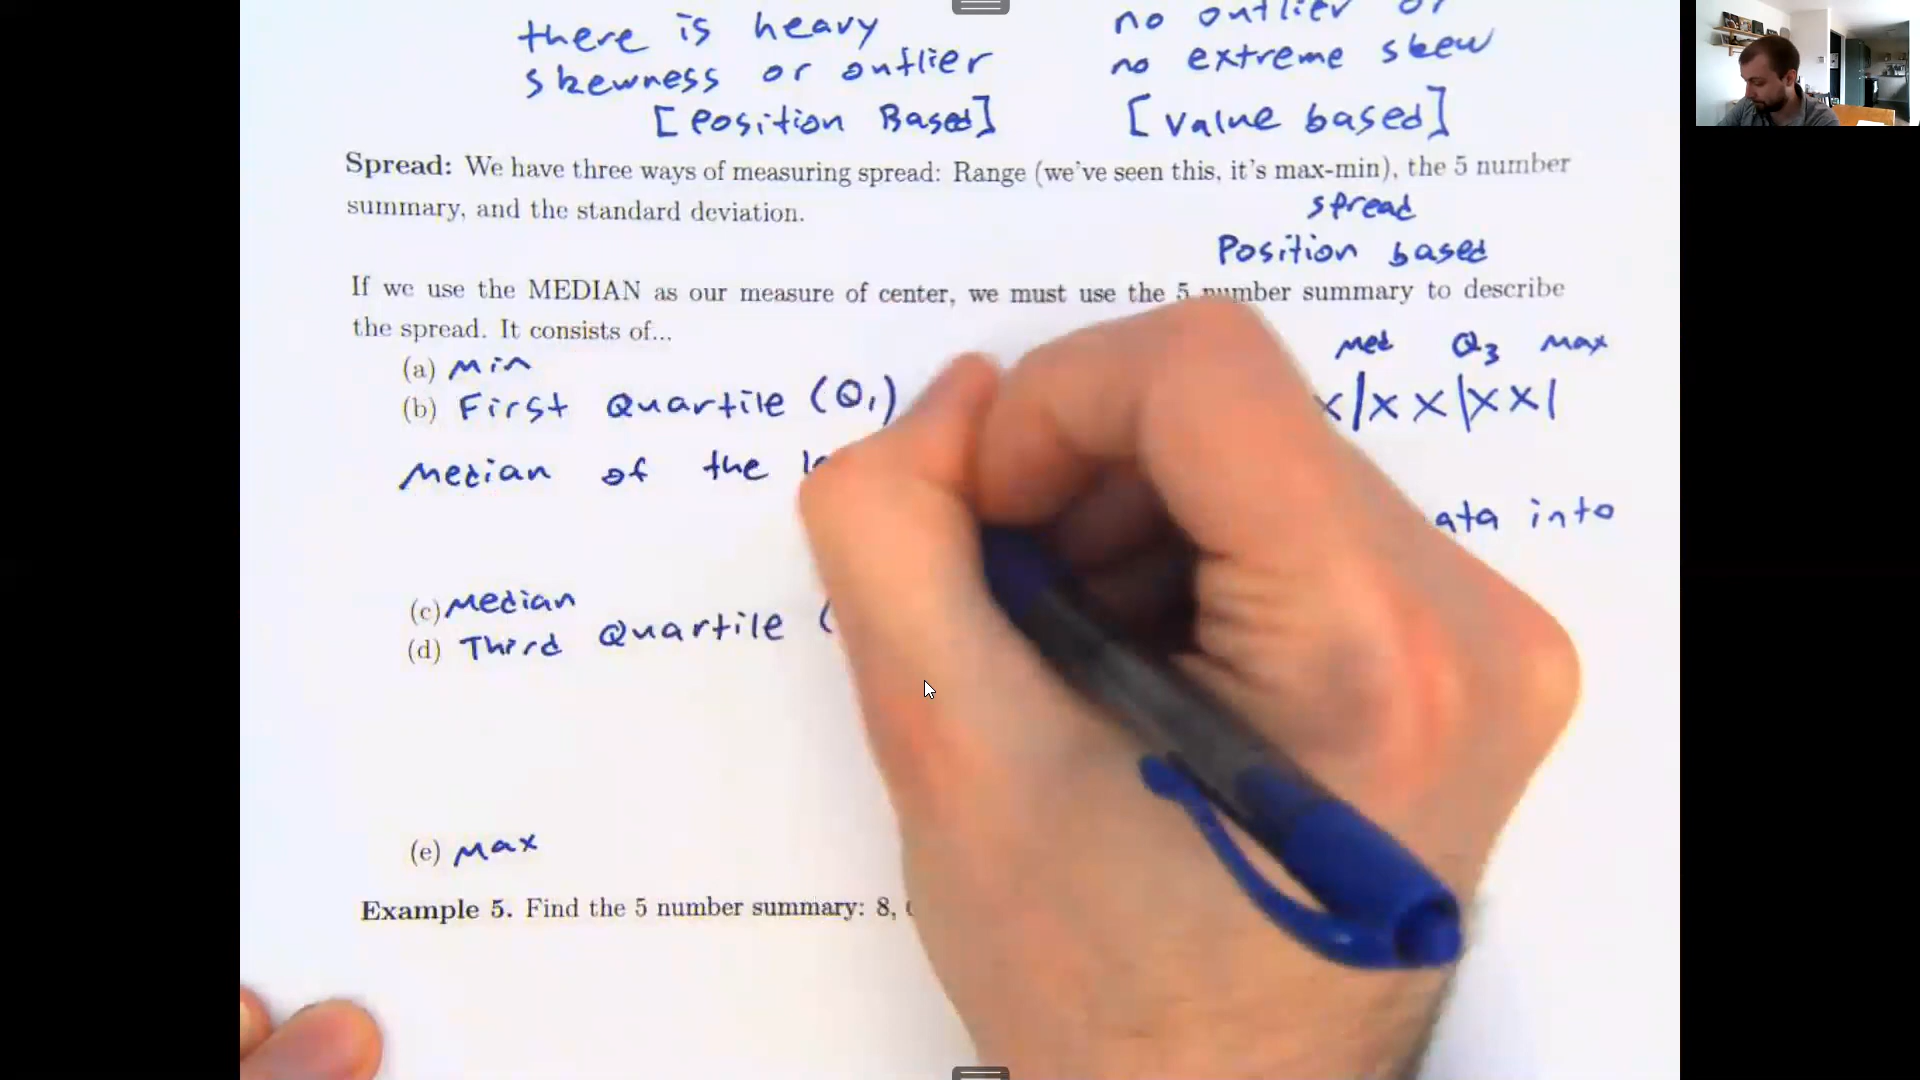 there is heavy
no outlier or
skewness or outlier
no extreme skew
[Position Based]
[value based]
Spread: We have three ways of measuring spread: Range (we've seen this, it's max-min), the 5 number
summary, and the standard deviation.
spread
Position based
If we use the MEDIAN as our measure of center, we must use the 5 number summary to describe
the spread. It consists of...
med Q3 max
(a) Min
(b) First Quartile (Q1)
x|x x|x x|
Median of the
into
(c) Median
(d) Third Quartile (
(e) Max
Example 5. Find the 5 number summary: 8,